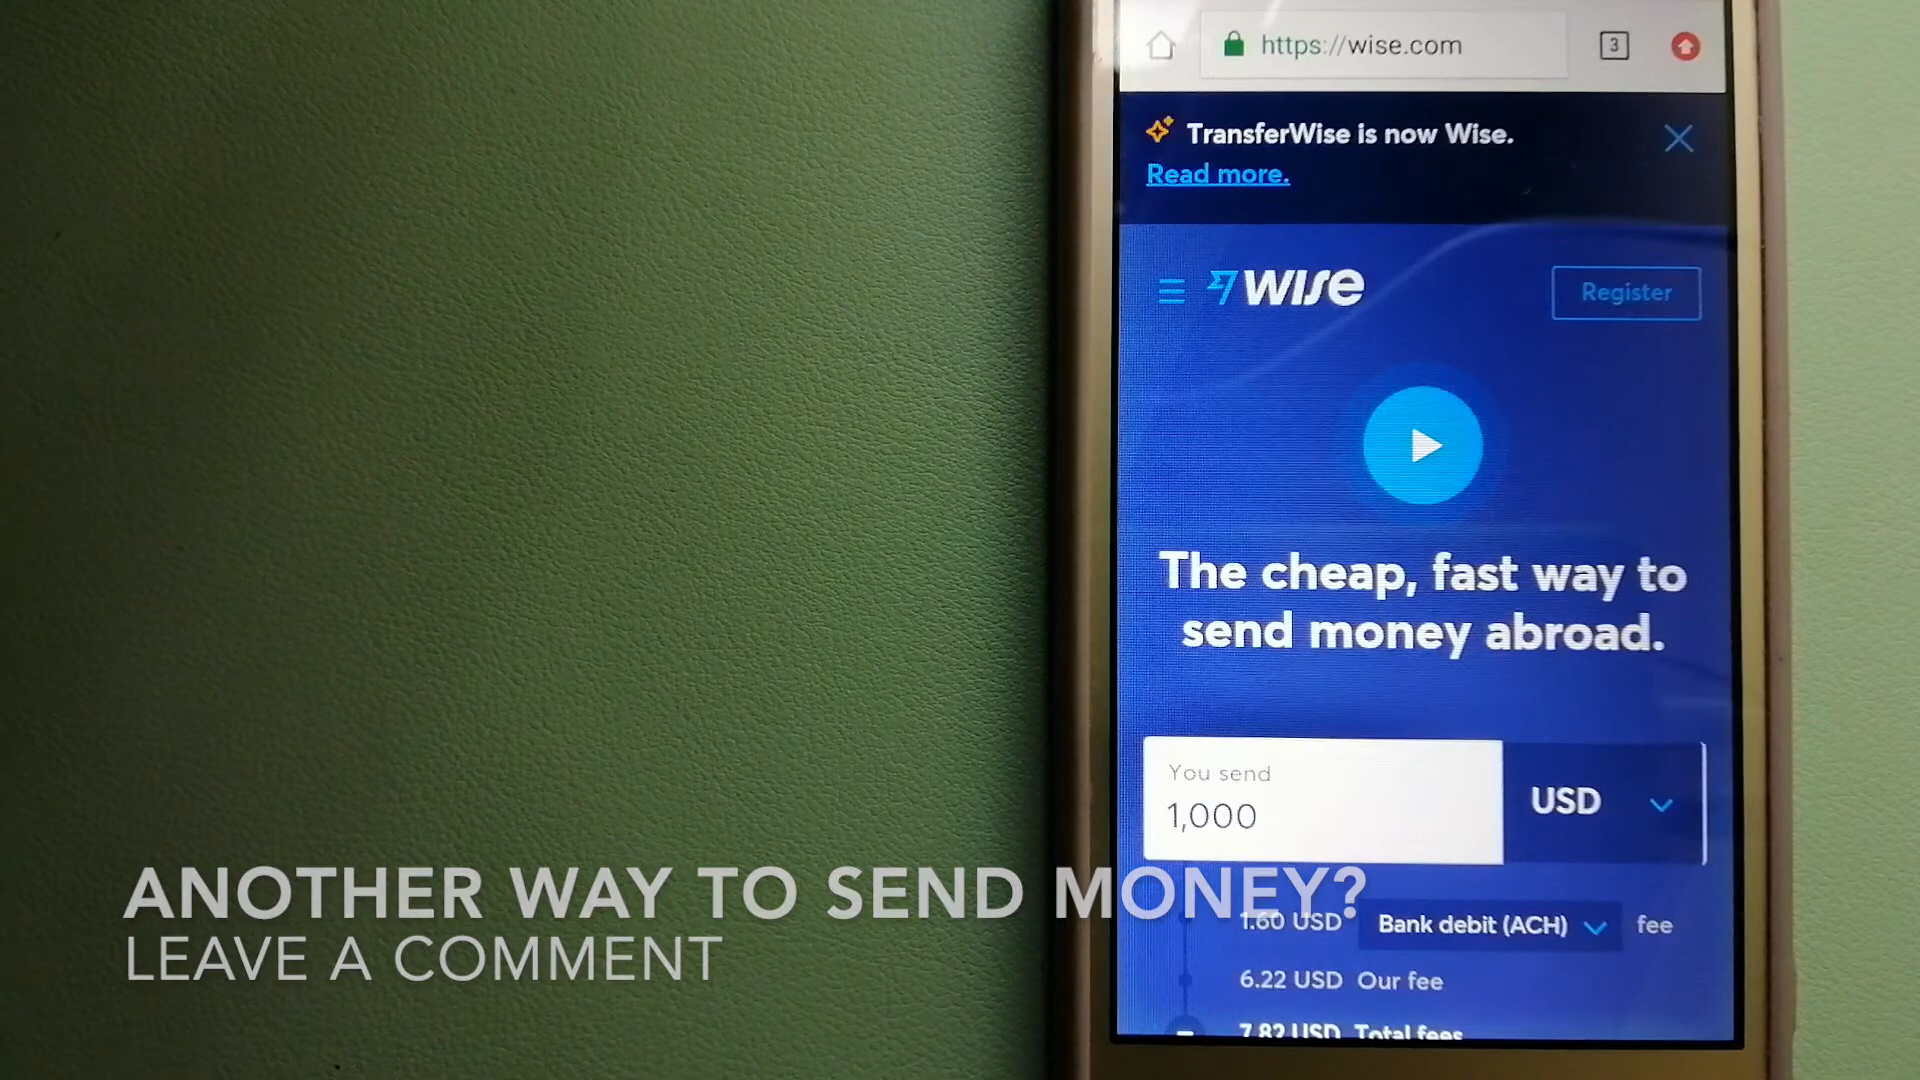 https://wise.com
3
TransferWise is now Wise.
Read more.
wise
Register
The cheap, fast way to
send money abroad.
You send
1,000
USD
ANOTHER WAY TO SEND MONEY?
LEAVE A COMMENT
1.60 USD Bank debit (ACH) fee
6.22 USD Our fee
7.82 USD Total fees